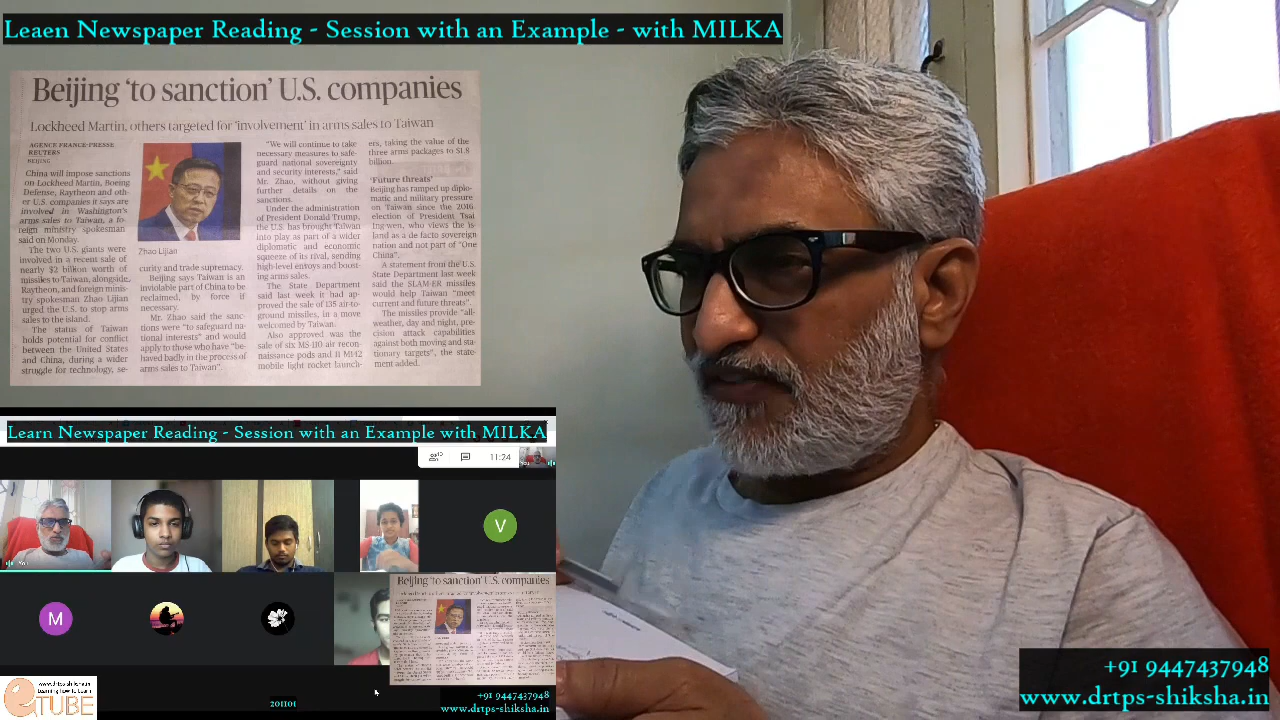 Leaen Newspaper Reading - Session with an Example - with MILKA
Beijing 'to sanction' U.S. companies
Lockheed Martin, others targeted for 'involvement' in arms sales to Taiwan
AGENCE FRANCE-PRESSE
REUTERS
BEIJING
China will impose sanctions
on Lockheed Martin, Boeing
Defense, Raytheon and oth-
er U.S. companies it says are
involved in Washington's
arms sales to Taiwan, a fo-
reign ministry spokesman
said on Monday.
The two U.S. giants were
involved in a recent sale of
nearly $2 billion worth of
missiles to Taiwan, alongside
Raytheon, and foreign minis-
try spokesman Zhao Lijian
urged the U.S. to stop arms
sales to the island.
The status of Taiwan
holds potential for conflict
between the United States
and China, during a wider
struggle for technology, se-
Zhao Lijian
curity and trade supremacy.
Beijing says Taiwan is an
inviolable part of China to be
reclaimed, by force if
necessary.
Mr. Zhao said the sanc-
tions were "to safeguard na-
tional interests" and would
apply to those who have "be-
haved badly in the process of
arms sales to Taiwan".
"We will continue to take
necessary measures to safe-
guard national sovereignty
and security interests," said
Mr. Zhao, without giving
further details on the
sanctions.
Under the administration
of President Donald Trump,
the U.S. has brought Taiwan
into play as part of a wider
diplomatic and economic
squeeze of its rival, sending
high-level envoys and boost-
ing arms sales.
The State Department
said last week it had ap-
proved the sale of 135 air-to-
ground missiles, in a move
welcomed by Taiwan.
Also approved was the
sale of six MS-110 air recon-
naissance pods and 11 M142
mobile light rocket launch-
ers, taking the value of the
three arms packages to $1.8
billion.
'Future threats'
Beijing has ramped up diplo-
matic and military pressure
on Taiwan since the 2016
election of President Tsai
Ing-wen, who views the is-
land as a de facto sovereign
nation and not part of "One
China".
A statement from the U.S.
State Department last week
said the SLAM-ER missiles
would help Taiwan "meet
current and future threats".
The missiles provide "all-
weather, day and night, pre-
cision attack capabilities
against both moving and sta-
tionary targets", the state-
ment added.
Learn Newspaper Reading - Session with an Example with MILKA
11:24
You
You
V
M
Beijing 'to sanction' U.S. companies
www.drtps-shiksha.in
Learning how to Learn
eTUBE
201101
+91 9447437948
www.drtps-shiksha.in
+91 9447437948
www.drtps-shiksha.in